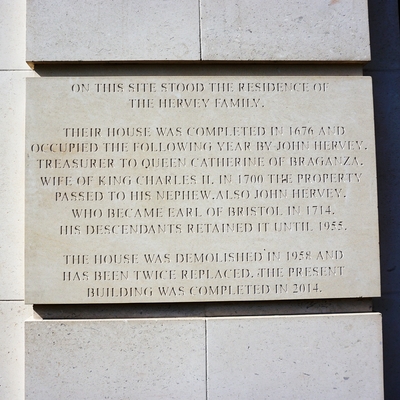 ON THIS SITE STOOD THE RESIDENCE OF
THE HERVEY FAMILY.
THEIR HOUSE WAS COMPLETED IN 1676 AND
OCCUPIED THE FOLLOWING YEAR BY JOHN HERVEY,
TREASURER TO QUEEN CATHERINE OF BRAGANZA,
WIFE OF KING CHARLES II. IN 1700 THE PROPERTY
PASSED TO HIS NEPHEW, ALSO JOHN HERVEY,
WHO BECAME EARL OF BRISTOL IN 1714.
HIS DESCENDANTS RETAINED IT UNTIL 1955.
THE HOUSE WAS DEMOLISHED IN 1958 AND
HAS BEEN TWICE REPLACED. THE PRESENT
BUILDING WAS COMPLETED IN 2014.